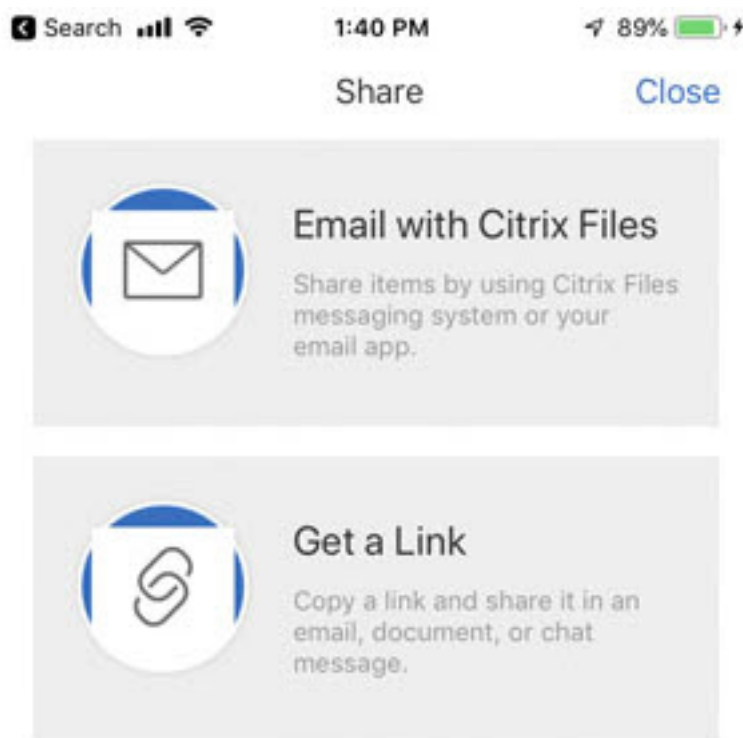 Search 1:40 PM 89%
Share Close
Email with Citrix Files
Share items by using Citrix Files
messaging system or your
email app.
Get a Link
Copy a link and share it in an
email, document, or chat
message.